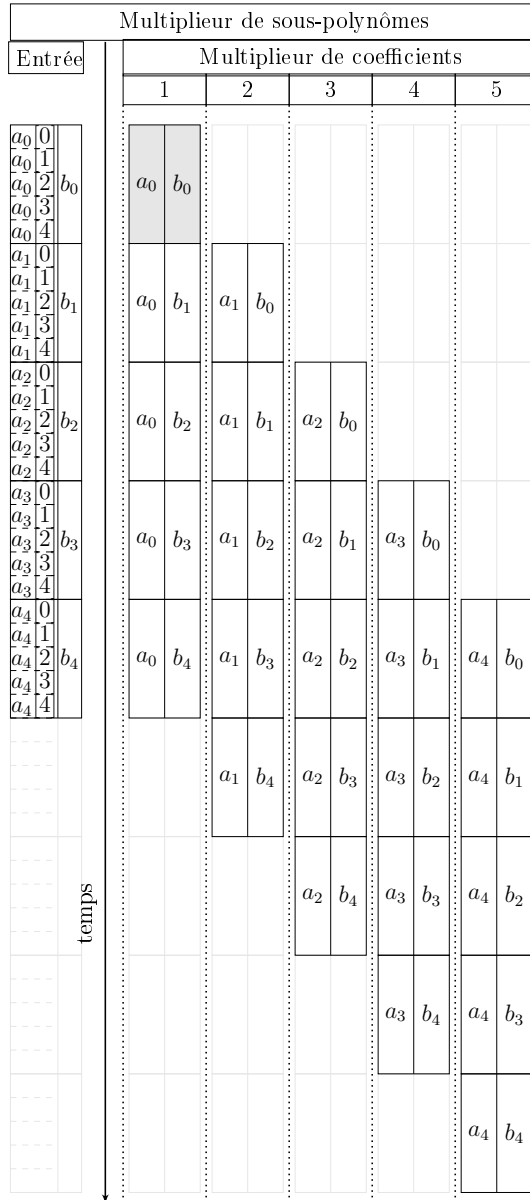 Multiplieur de sous-polynômes
Entrée Multiplieur de coefficients
1 2 3 4 5
a₀ 0
a₀ 1
a₀ 2 b₀ a₀ b₀
a₀ 3
a₀ 4
a₁ 0
a₁ 1
a₁ 2 b₁ a₀ b₁ a₁ b₀
a₁ 3
a₁ 4
a₂ 0
a₂ 1
a₂ 2 b₂ a₀ b₂ a₁ b₁ a₂ b₀
a₂ 3
a₂ 4
a₃ 0
a₃ 1
a₃ 2 b₃ a₀ b₃ a₁ b₂ a₂ b₁ a₃ b₀
a₃ 3
a₃ 4
a₄ 0
a₄ 1
a₄ 2 b₄ a₀ b₄ a₁ b₃ a₂ b₂ a₃ b₁ a₄ b₀
a₄ 3
a₄ 4
a₁ b₄ a₂ b₃ a₃ b₂ a₄ b₁
temps
a₂ b₄ a₃ b₃ a₄ b₂
a₃ b₄ a₄ b₃
a₄ b₄